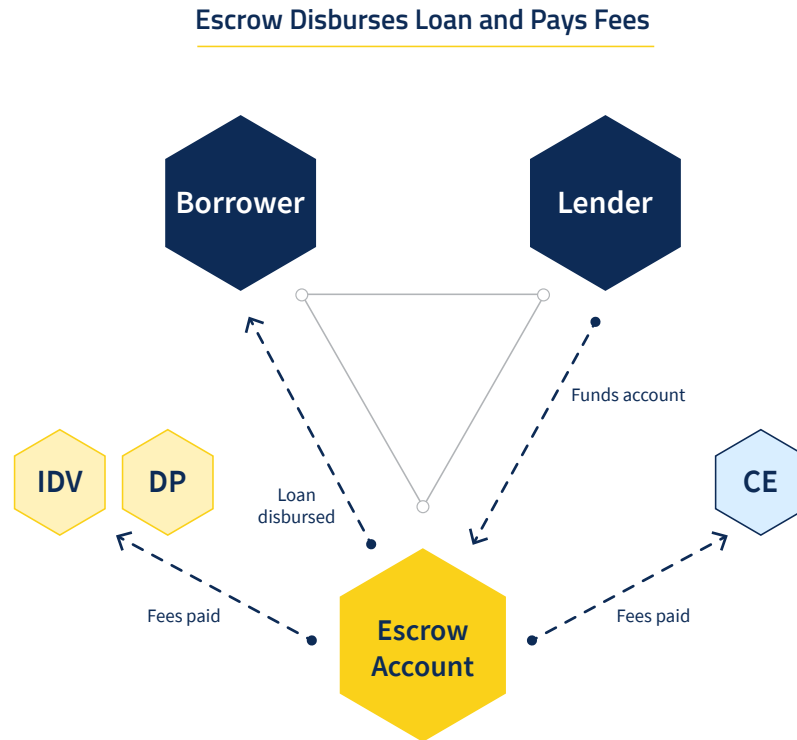 Escrow Disburses Loan and Pays Fees
Borrower
Lender
Funds account
IDV
DP
CE
Loan
disbursed
Fees paid
Fees paid
Escrow
Account